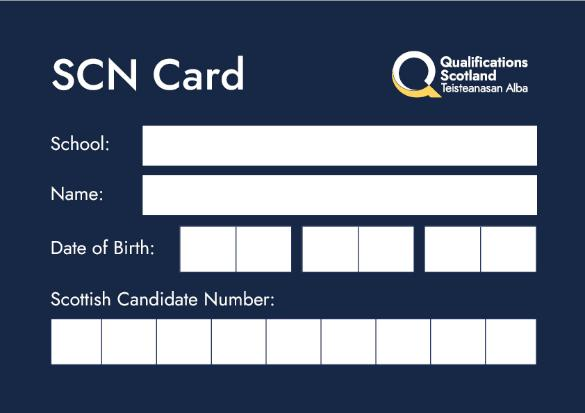 SCN Card
Qualifications
Scotland
Teisteanasan Alba
School:
Name:
Date of Birth:
Scottish Candidate Number: